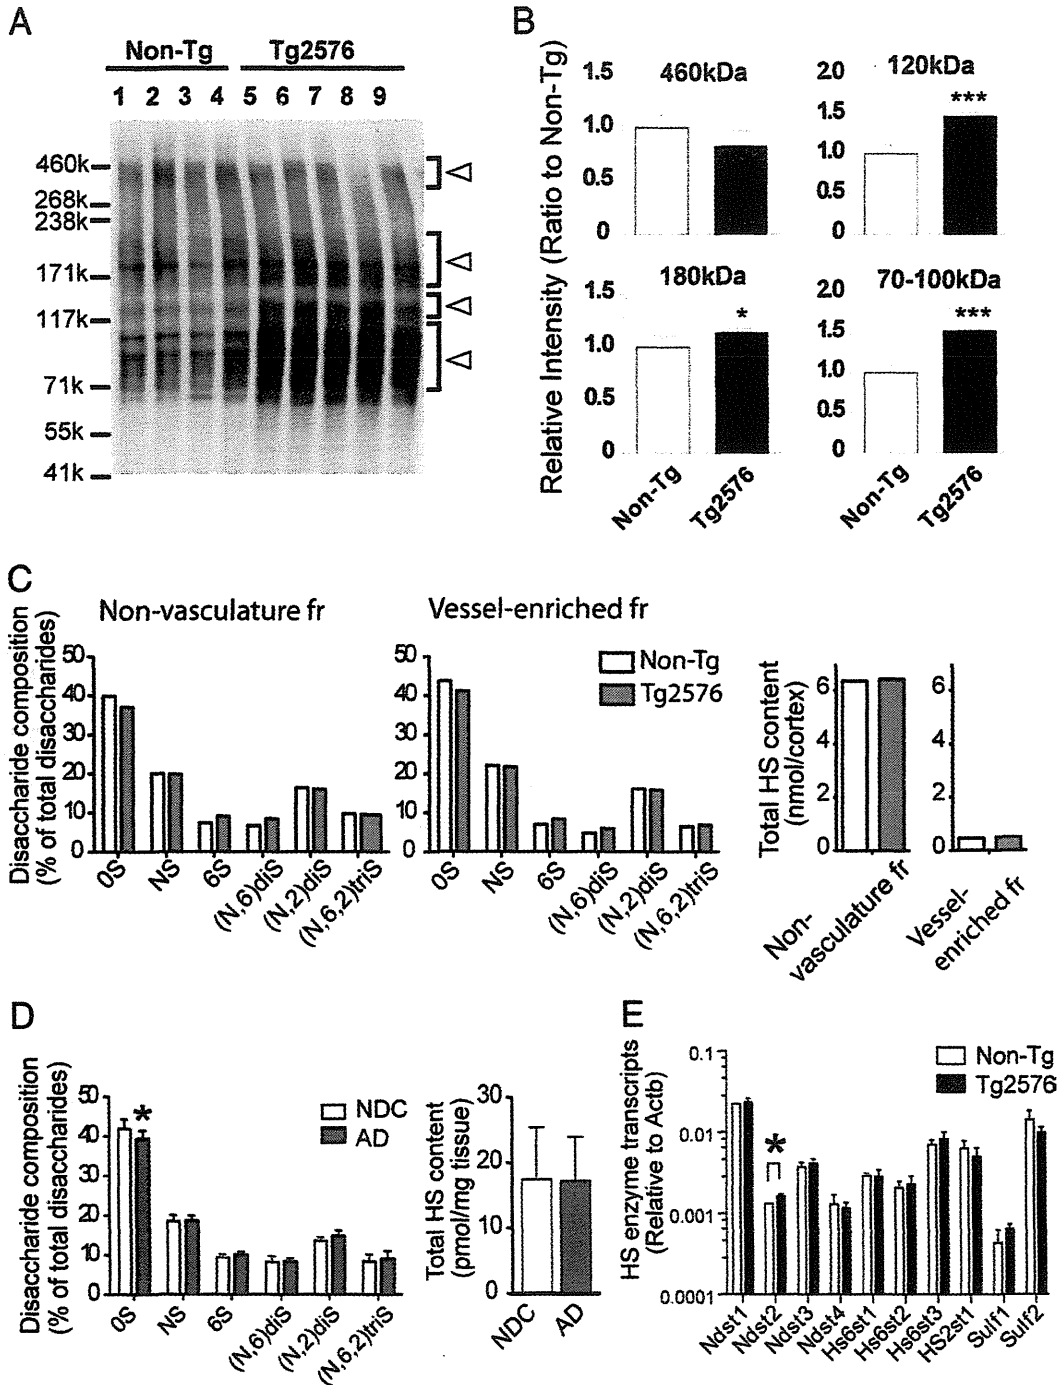 A
Non-Tg Tg2576
1 2 3 4 5 6 7 8 9
460k
268k
238k
171k
117k
71k
55k
41k
B
Relative Intensity (Ratio to Non-Tg)
460kDa
1.5
1.0
0.5
0
120kDa
***
2.0
1.5
1.0
0.5
0
180kDa
*
1.5
1.0
0.5
0
Non-Tg Tg2576
70-100kDa
***
2.0
1.5
1.0
0.5
0
Non-Tg Tg2576
C
Disaccharide composition
(% of total disaccharides)
Non-vasculature fr
50
40
30
20
10
0
0S NS 6S (N,6)diS (N,2)diS (N,6,2)triS
Vessel-enriched fr
50
40
30
20
10
0
0S NS 6S (N,6)diS (N,2)diS (N,6,2)triS
Non-Tg
Tg2576
Total HS content
(nmol/cortex)
6
4
2
0
Non-
vasculature fr
6
4
2
0
Vessel-
enriched fr
D
Disaccharide composition
(% of total disaccharides)
50
40
30
20
10
0
*
NDC
AD
0S NS 6S (N,6)diS (N,2)diS (N,6,2)triS
Total HS content
(pmol/mg tissue)
30
20
10
0
NDC AD
E
HS enzyme transcripts
(Relative to Actb)
0.1
0.01
0.001
0.0001
*
Non-Tg
Tg2576
Ndst1 Ndst2 Ndst3 Ndst4 Hs6st1 Hs6st2 Hs6st3 HS2st1 Sulf1 Sulf2